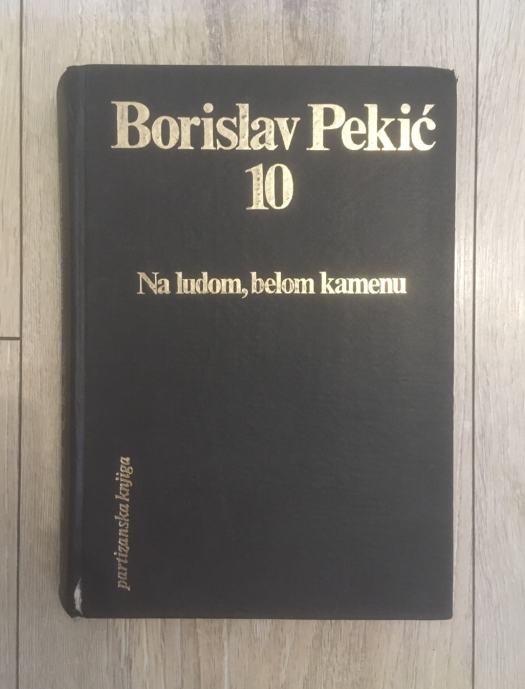 Borislav Pekić
10
Na ludom, belom kamenu
partizanska knjiga